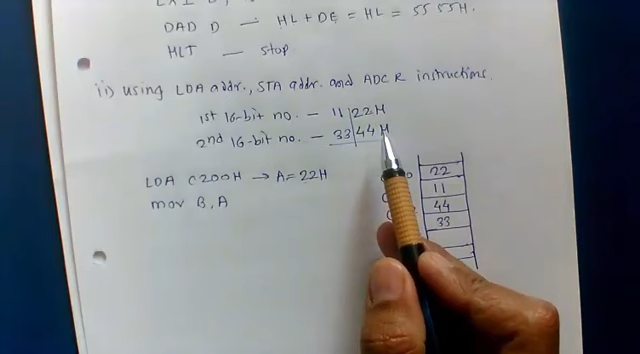 DAD D — HL + DE = HL = 5555H.
HLT — Stop
ii) using LDA addr., STA addr. and ADC R instructions.
1st 16-bit no. — 11 22H
2nd 16-bit no. — 33 44H
LDA C200H → A = 22H
22
mov B, A
11
44
33